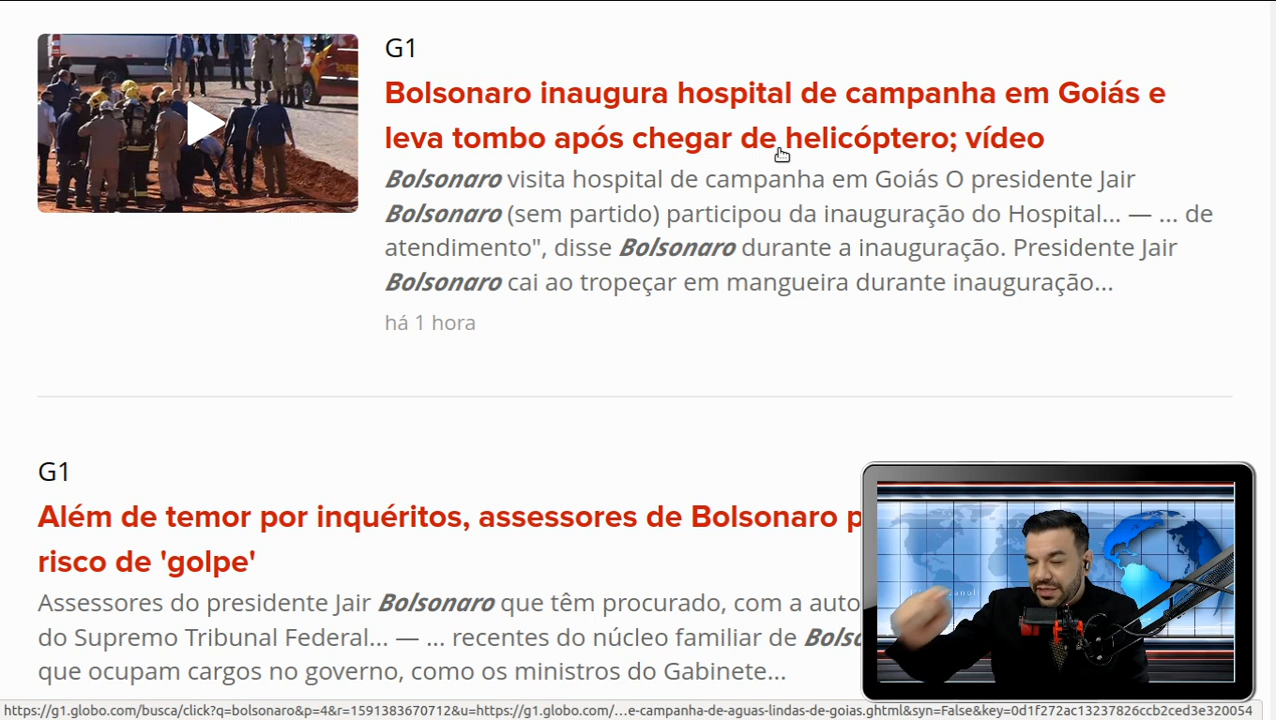 G1
Bolsonaro inaugura hospital de campanha em Goiás e
leva tombo após chegar de helicóptero; vídeo
Bolsonaro visita hospital de campanha em Goiás O presidente Jair
Bolsonaro (sem partido) participou da inauguração do Hospital... — ... de
atendimento", disse Bolsonaro durante a inauguração. Presidente Jair
Bolsonaro cai ao tropeçar em mangueira durante inauguração...
há 1 hora
G1
Além de temor por inquéritos, assessores de Bolsonaro p
risco de 'golpe'
Assessores do presidente Jair Bolsonaro que têm procurado, com a auto
do Supremo Tribunal Federal... — ... recentes do núcleo familiar de Bolso
que ocupam cargos no governo, como os ministros do Gabinete...
https://g1.globo.com/busca/click?q=bolsonaro&p=4&r=1591383670712&u=https://g1.globo.com/...e-campanha-de-aguas-lindas-de-goias.ghtml&syn=False&key=0d1f272ac13237826ccb2ced3e320054